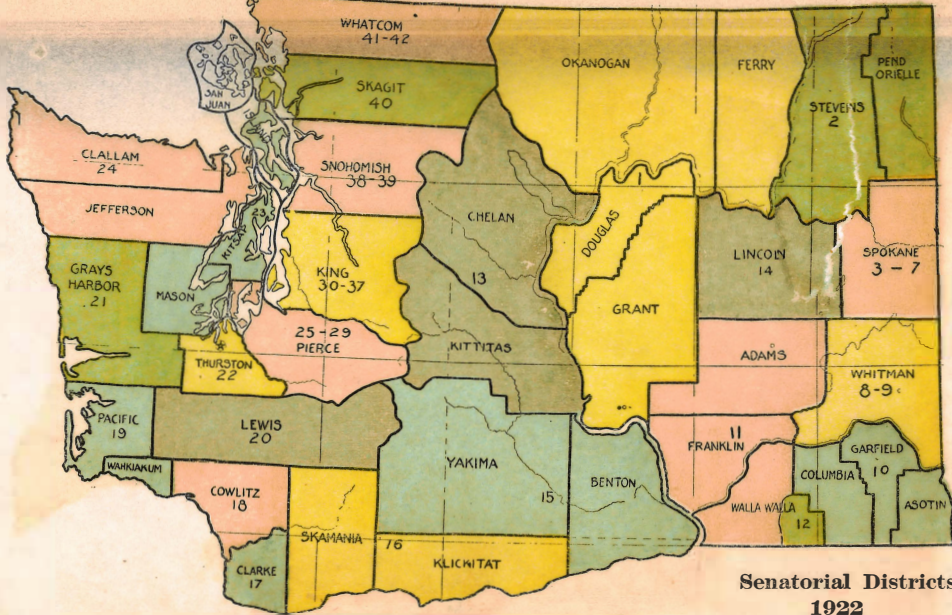 WHATCOM
41-42
OKANOGAN
FERRY
PEND
ORIELLE
SAN
JUAN
SKAGIT
40
STEVENS
2
CLALLAM
24
SNOHOMISH
38-39
1
JEFFERSON
CHELAN
DOUGLAS
KITSAP
23
GRAYS
HARBOR
21
MASON
KING
30-37
13
LINCOLN
14
SPOKANE
3-7
GRANT
25-29
PIERCE
KITTITAS
ADAMS
THURSTON
22
WHITMAN
8-9
PACIFIC
19
LEWIS
20
FRANKLIN
11
GARFIELD
10
WAHKIAKUM
YAKIMA
15
BENTON
COLUMBIA
COWLITZ
18
WALLA WALLA
12
ASOTIN
SKAMANIA
16
KLICKITAT
CLARKE
17
Senatorial Districts
1922